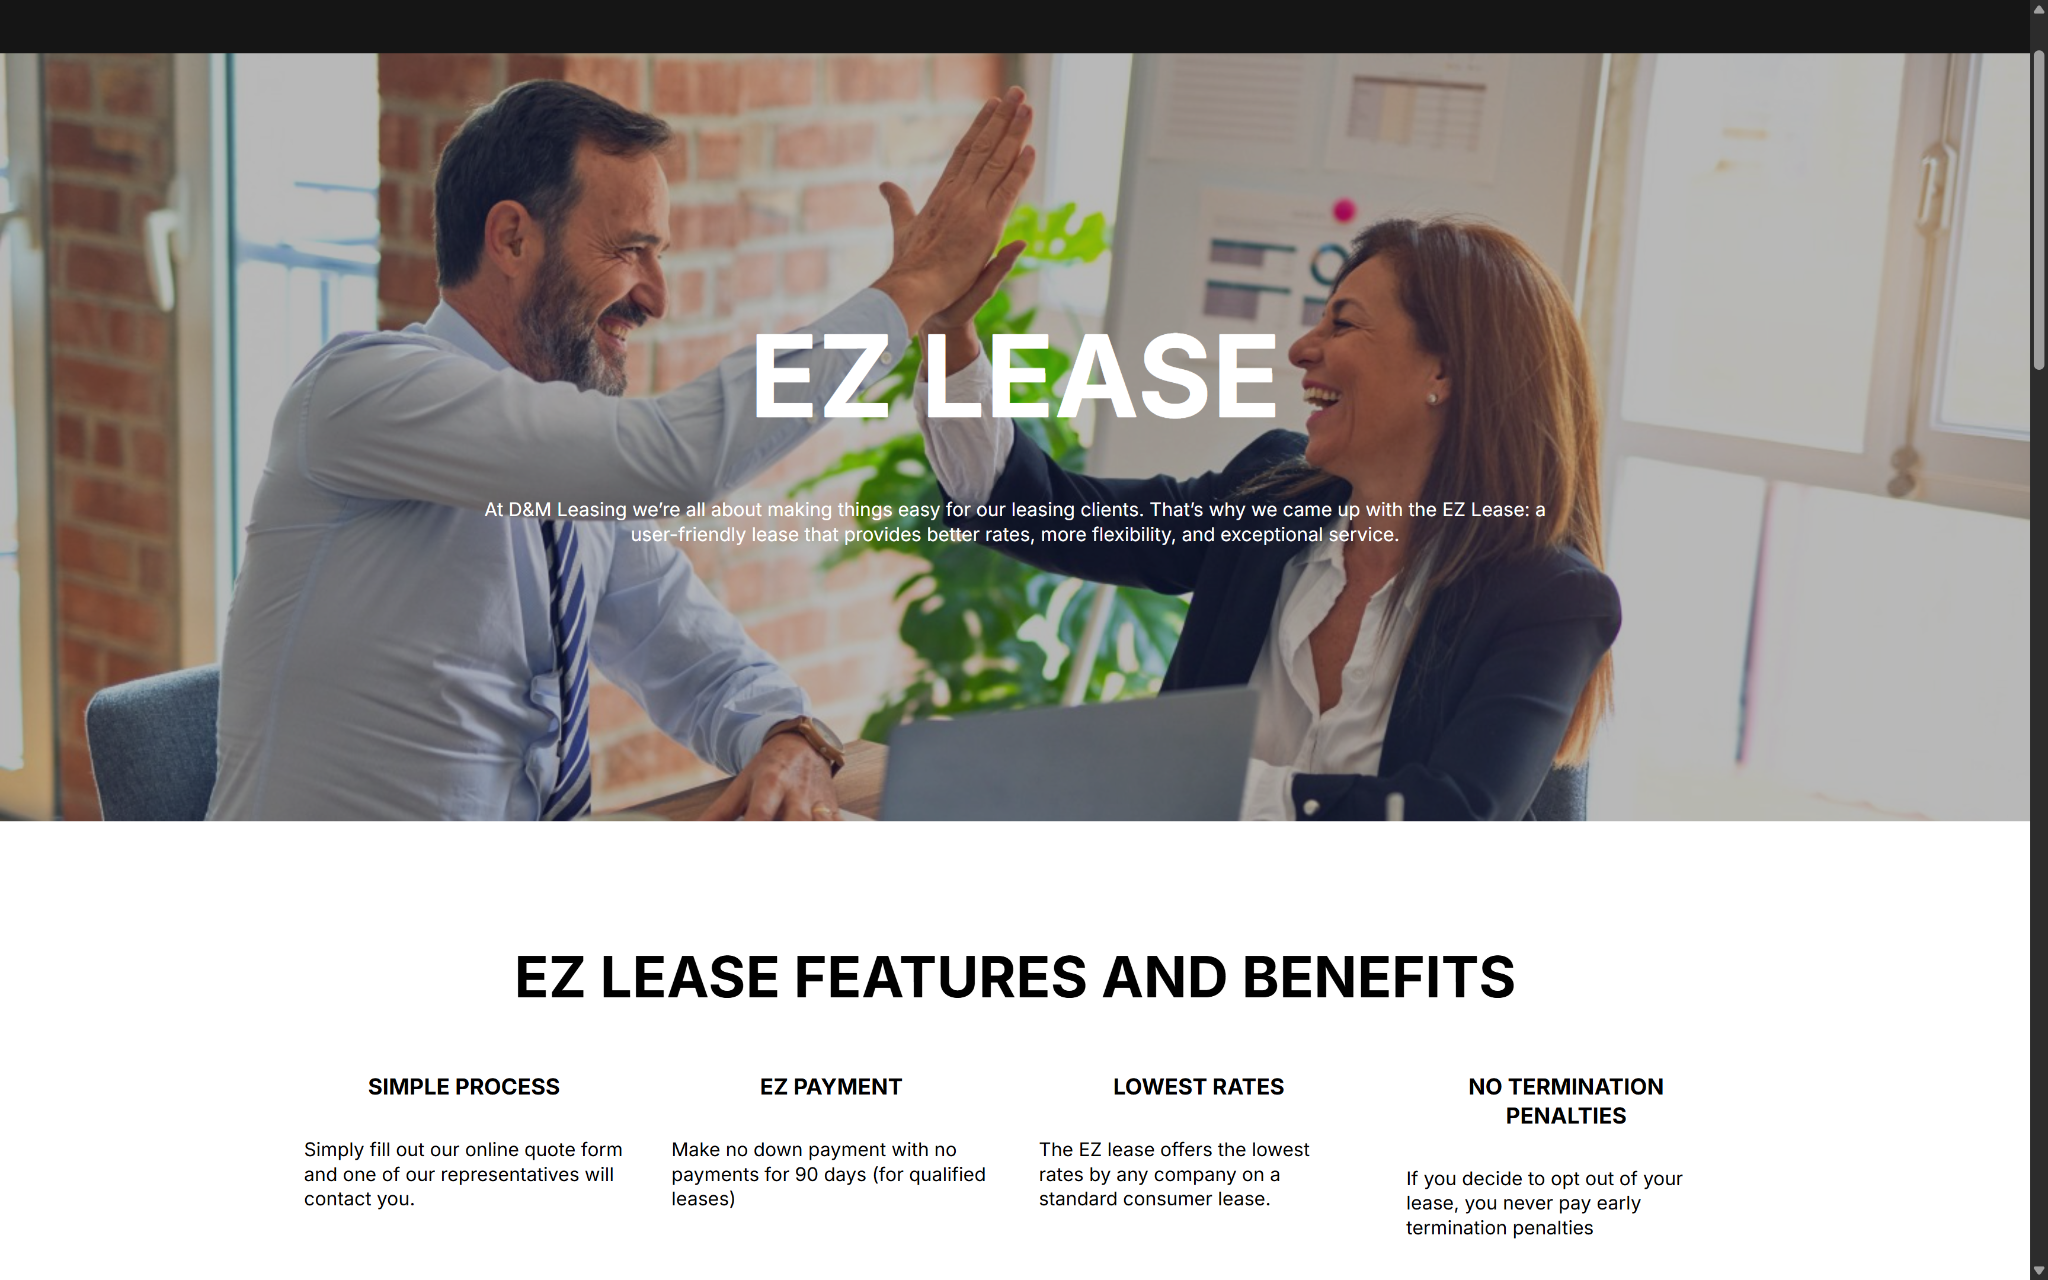 EZ LEASE
At D&M Leasing we’re all about making things easy for our leasing clients. That’s why we came up with the EZ Lease: a
user-friendly lease that provides better rates, more flexibility, and exceptional service.
EZ LEASE FEATURES AND BENEFITS
SIMPLE PROCESS
Simply fill out our online quote form
and one of our representatives will
contact you.
EZ PAYMENT
Make no down payment with no
payments for 90 days (for qualified
leases)
LOWEST RATES
The EZ lease offers the lowest
rates by any company on a
standard consumer lease.
NO TERMINATION
PENALTIES
If you decide to opt out of your
lease, you never pay early
termination penalties